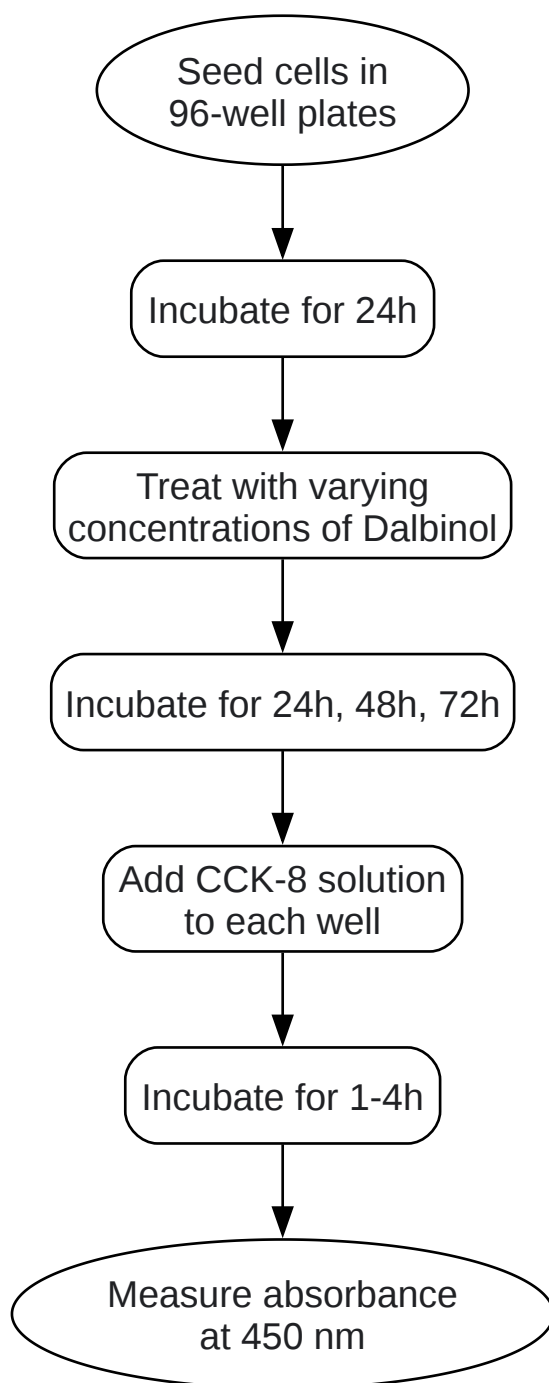 Seed cells in
96-well plates
Incubate for 24h
Treat with varying
concentrations of Dalbinol
Incubate for 24h, 48h, 72h
Add CCK-8 solution
to each well
Incubate for 1-4h
Measure absorbance
at 450 nm